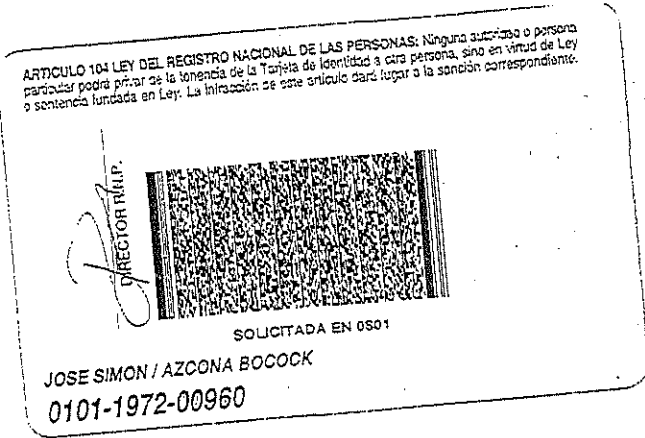 ARTICULO 104 LEY DEL REGISTRO NACIONAL DE LAS PERSONAS: Ninguna autoridad o persona
particular podrá privar de la tenencia de la Tarjeta de Identidad a otra persona, sino en virtud de Ley
o sentencia fundada en Ley. La infracción de este artículo dará lugar a la sanción correspondiente.
DIRECTOR R.N.P.
SOLICITADA EN 0501
JOSE SIMON / AZCONA BOCOCK
0101-1972-00960